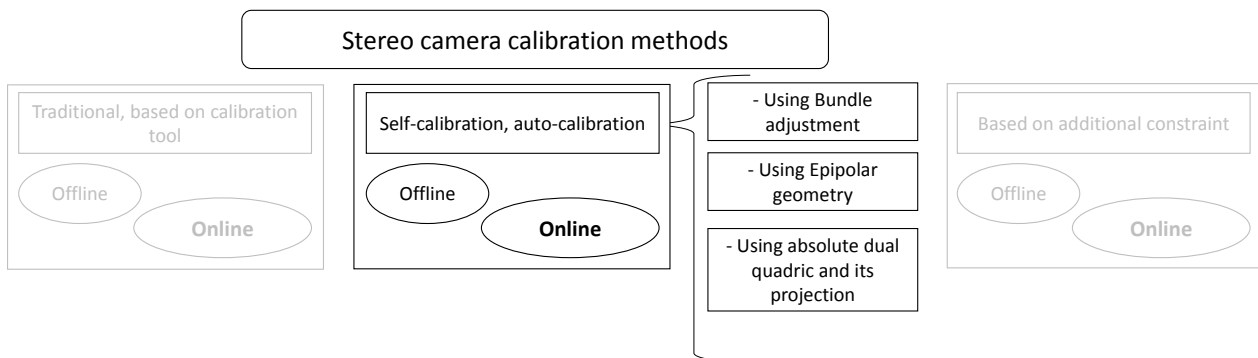 Stereo camera calibration methods
Traditional, based on calibration
tool
Offline
Online
Self-calibration, auto-calibration
Offline
Online
- Using Bundle
adjustment
- Using Epipolar
geometry
- Using absolute dual
quadric and its
projection
Based on additional constraint
Offline
Online